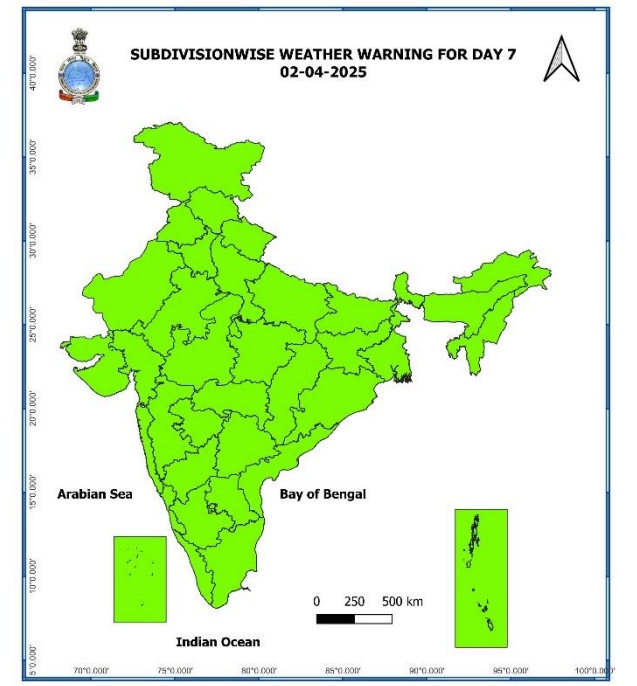 SUBDIVISIONWISE WEATHER WARNING FOR DAY 7
02-04-2025
40°0.000'
35°0.000'
30°0.000'
25°0.000'
20°0.000'
15°0.000'
10°0.000'
5°0.000'
Arabian Sea
Bay of Bengal
0 250 500 km
Indian Ocean
70°0.000' 75°0.000' 80°0.000' 85°0.000' 90°0.000' 95°0.000' 100°0.000'